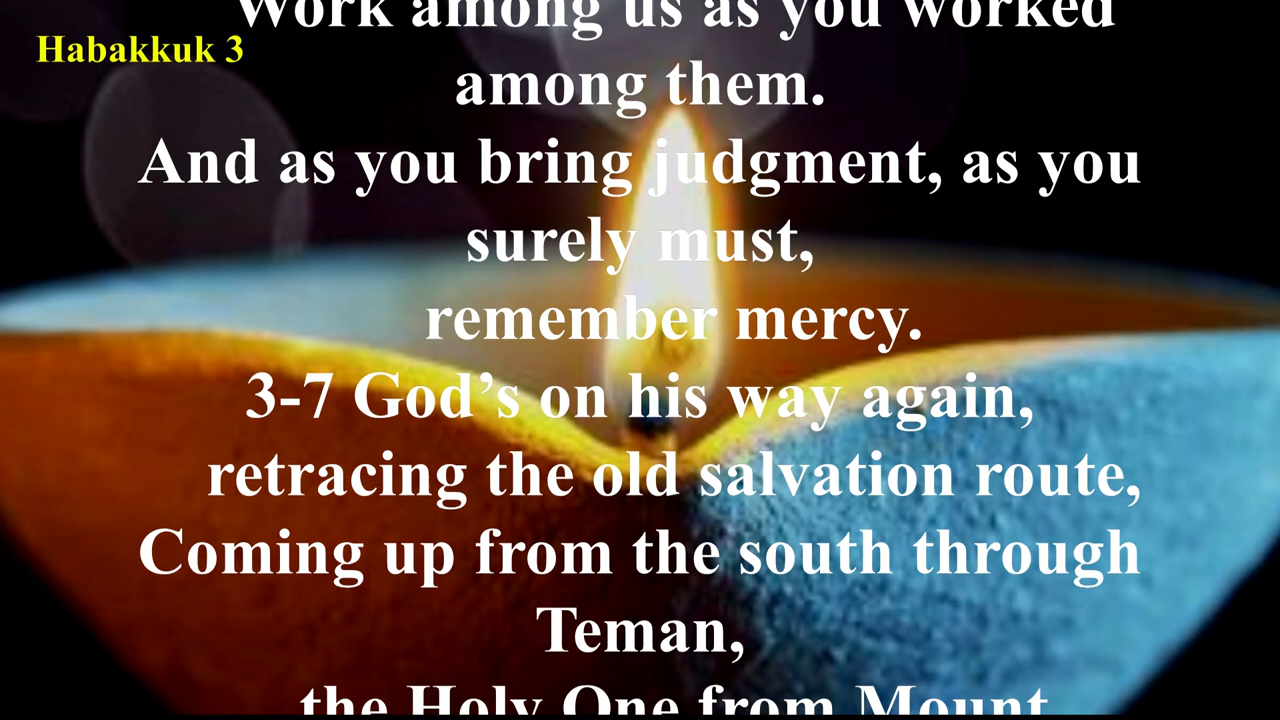 Work among us as you worked
Habakkuk 3
among them.
And as you bring judgment, as you
surely must,
remember mercy.
3-7 God’s on his way again,
retracing the old salvation route,
Coming up from the south through
Teman,
the Holy One from Mount